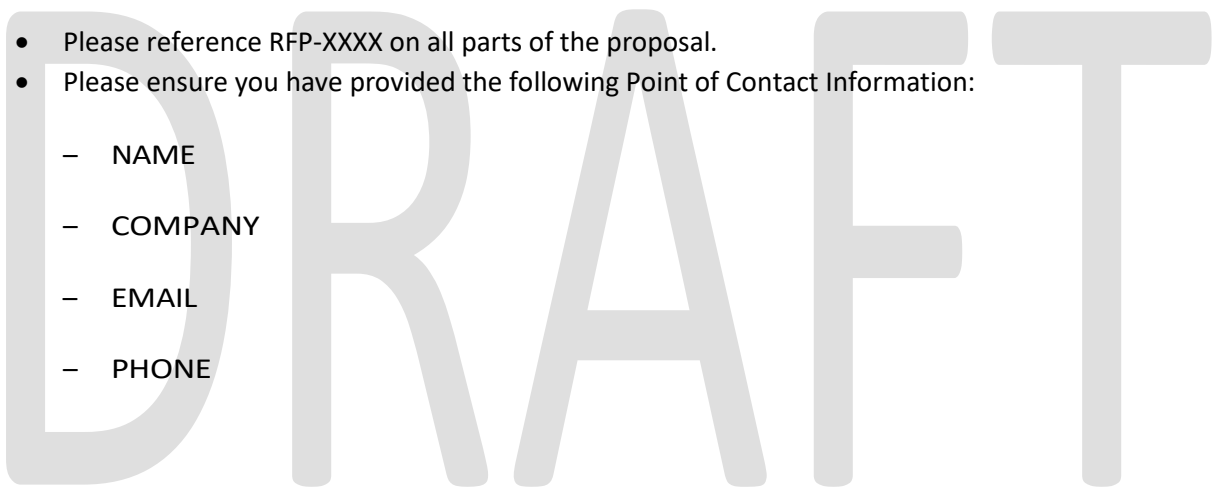 • Please reference RFP-XXXX on all parts of the proposal.
• Please ensure you have provided the following Point of Contact Information:
– NAME
– COMPANY
– EMAIL
– PHONE
DRAFT